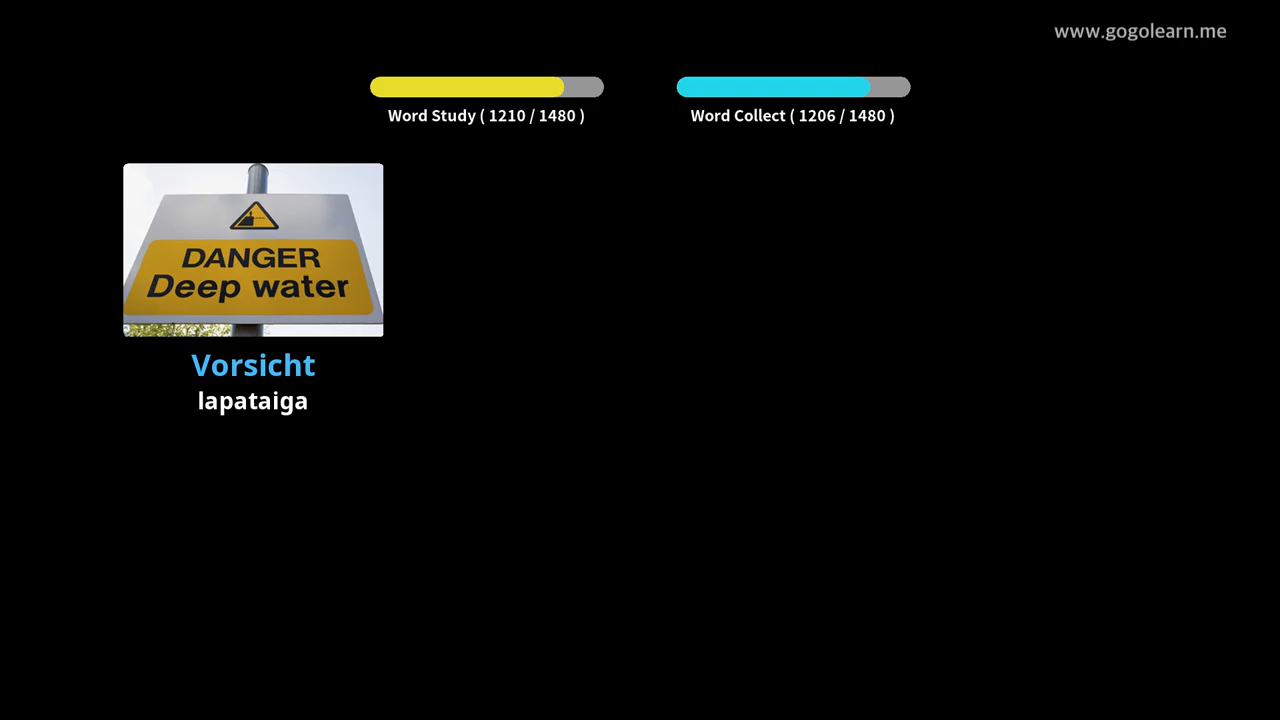 www.gogolearn.me
Word Study ( 1210 / 1480 )
Word Collect ( 1206 / 1480 )
DANGER
Deep water
Vorsicht
lapataiga